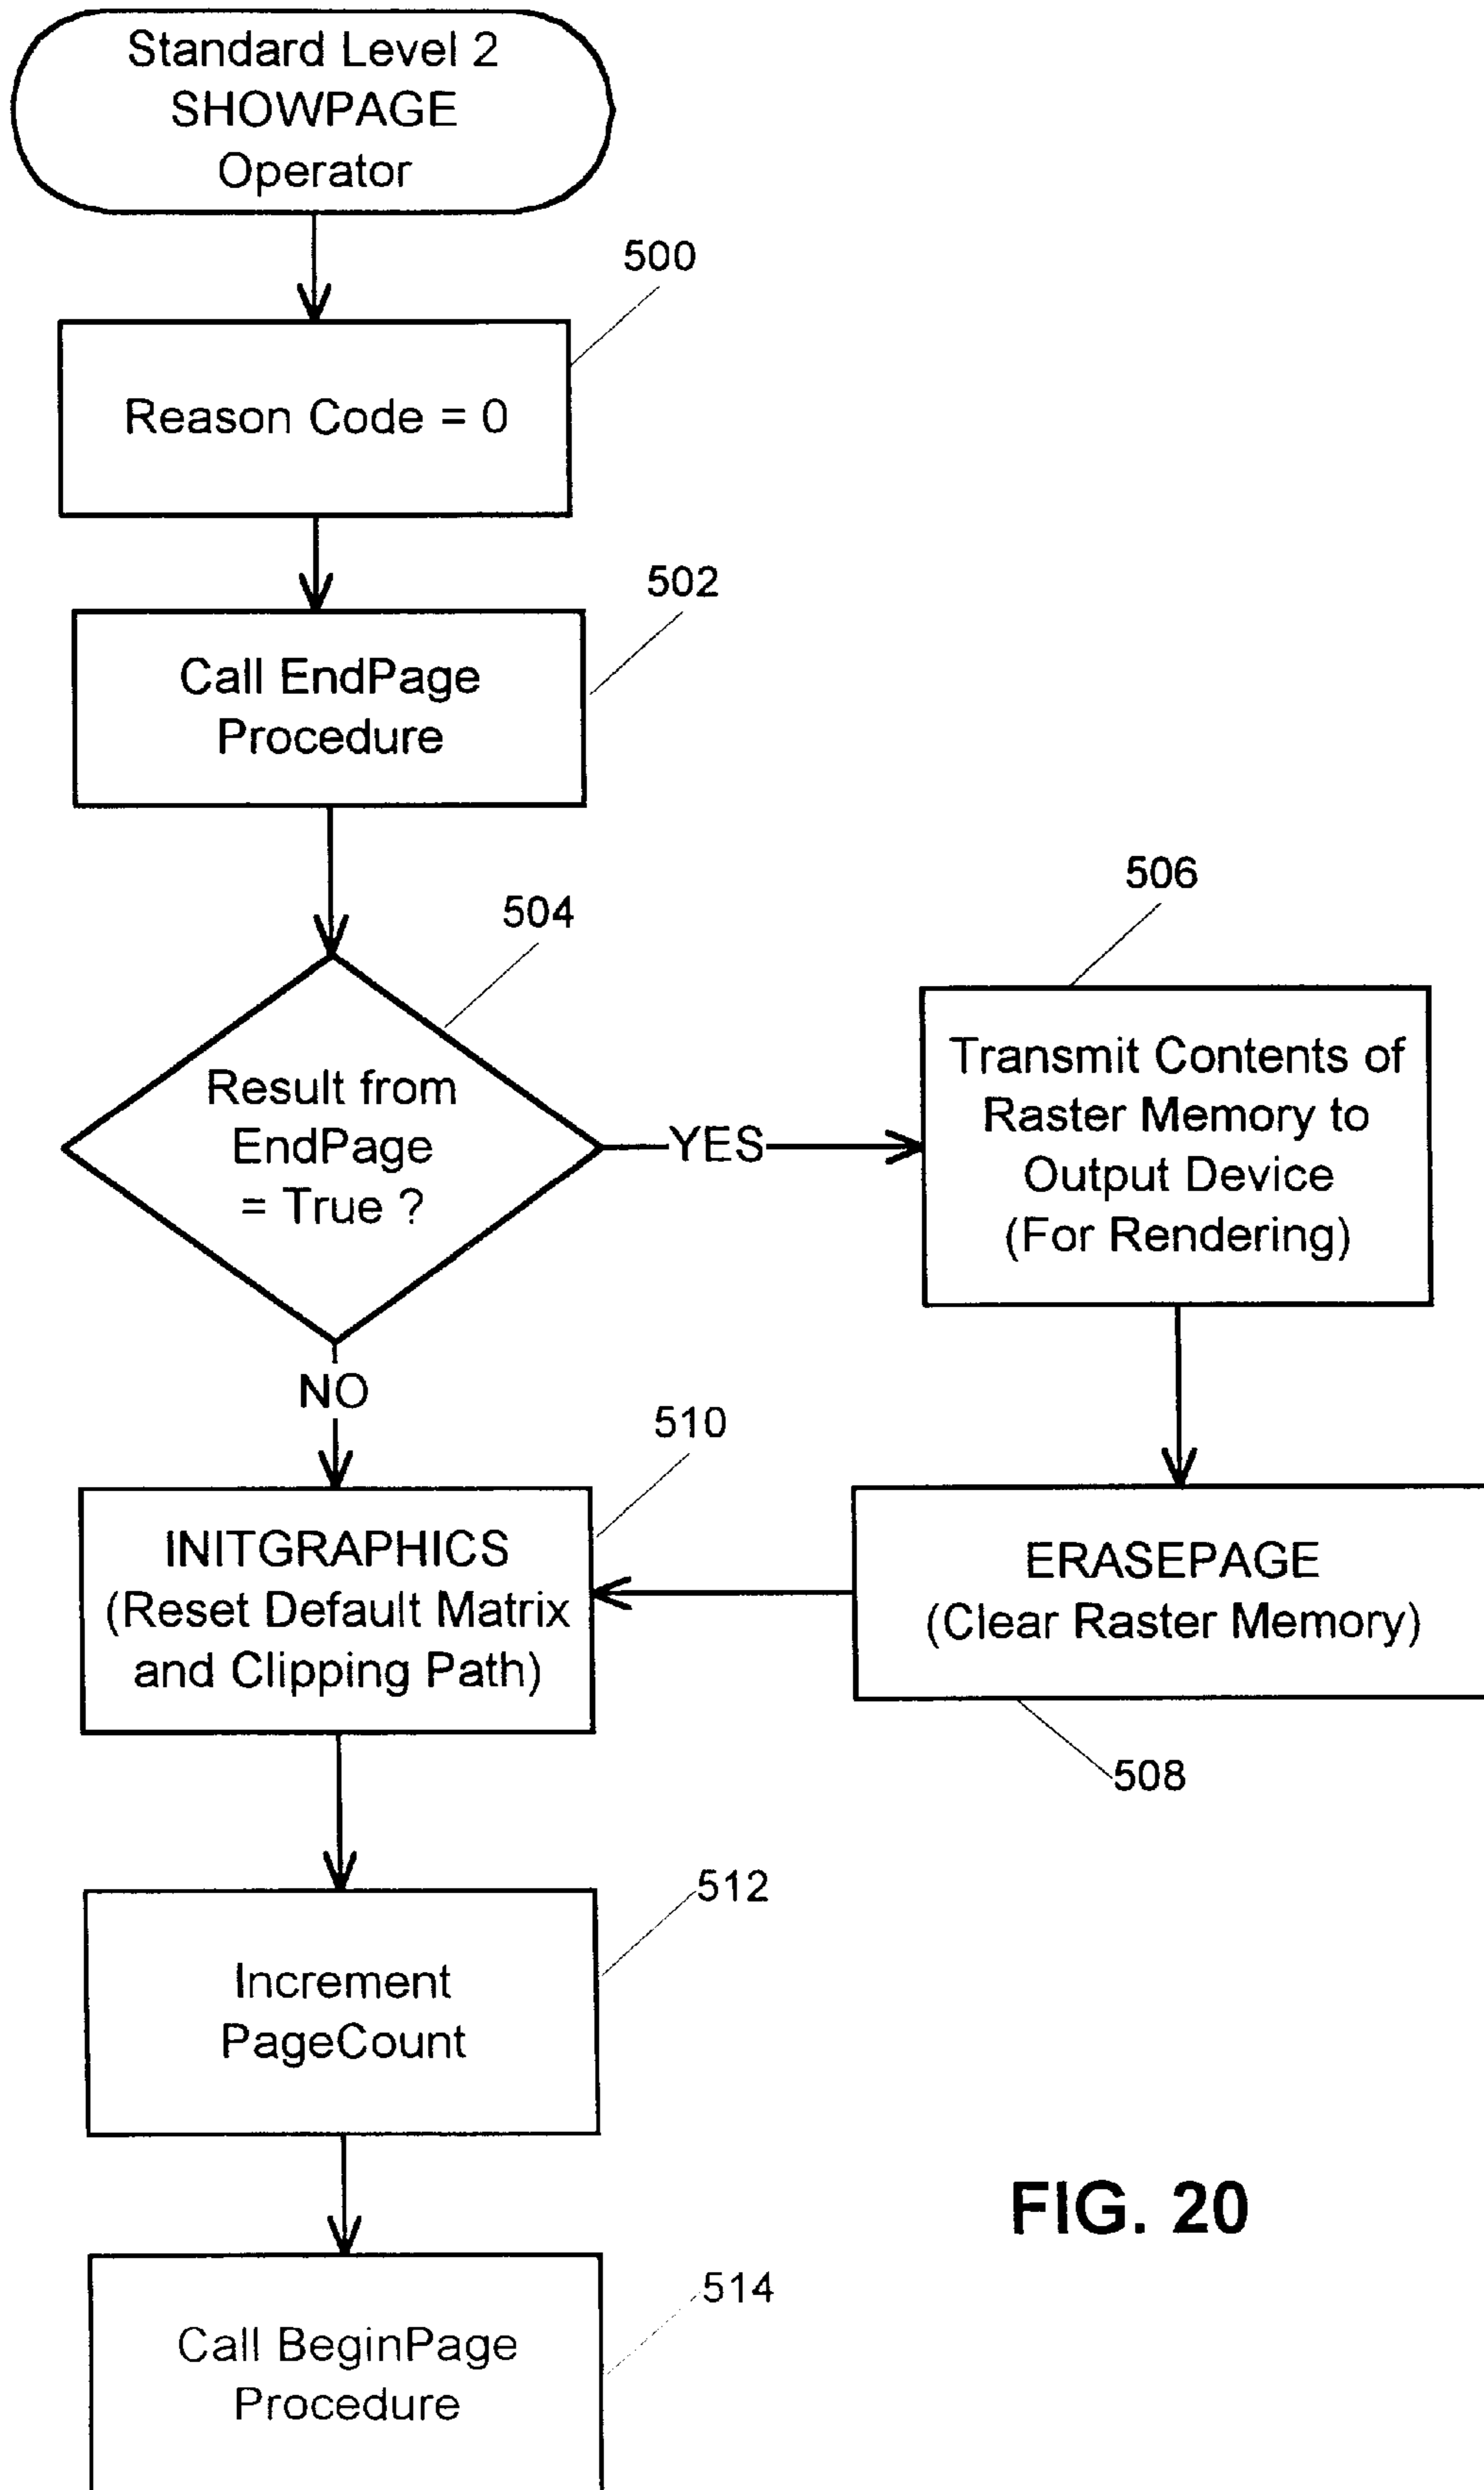 Standard Level 2
SHOWPAGE
Operator
500
Reason Code = 0
502
Call EndPage
Procedure
504
506
Result from
EndPage
= True ?
YES
Transmit Contents of
Raster Memory to
Output Device
(For Rendering)
NO
510
INITGRAPHICS
(Reset Default Matrix
and Clipping Path)
ERASEPAGE
(Clear Raster Memory)
508
512
Increment
PageCount
FIG. 20
514
Call BeginPage
Procedure